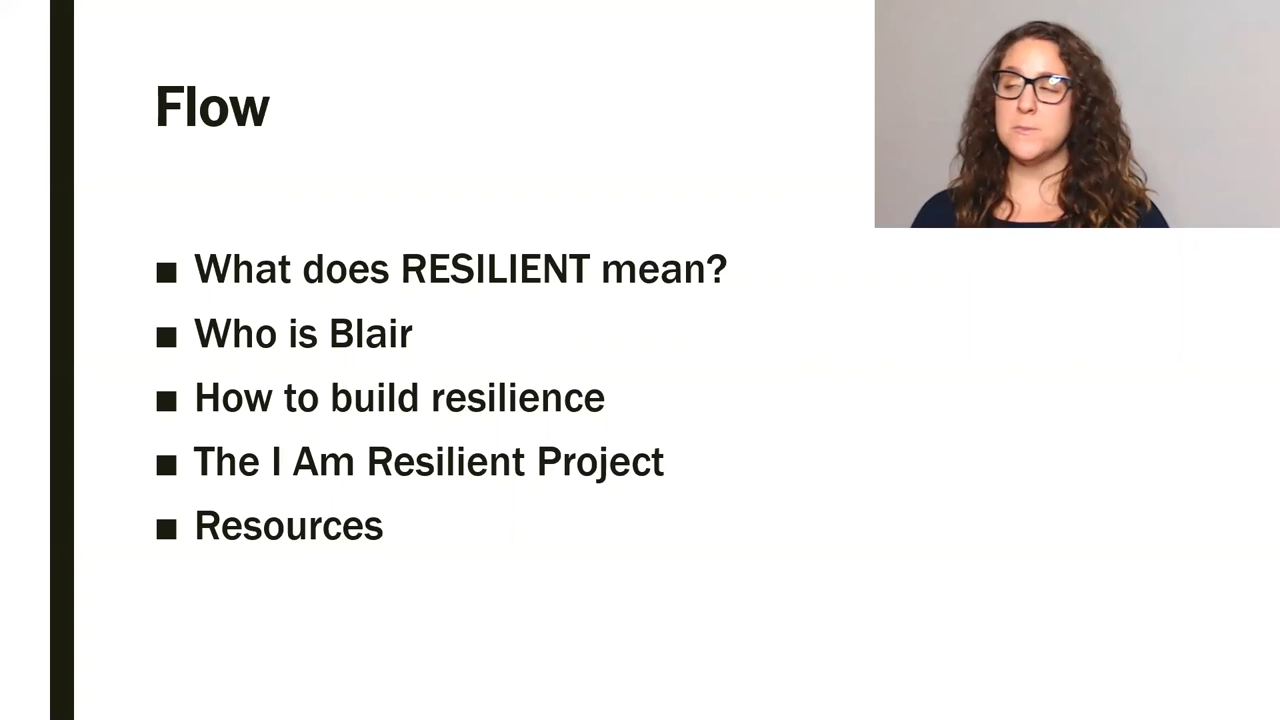 Flow
What does RESILIENT mean?
Who is Blair
How to build resilience
The I Am Resilient Project
Resources